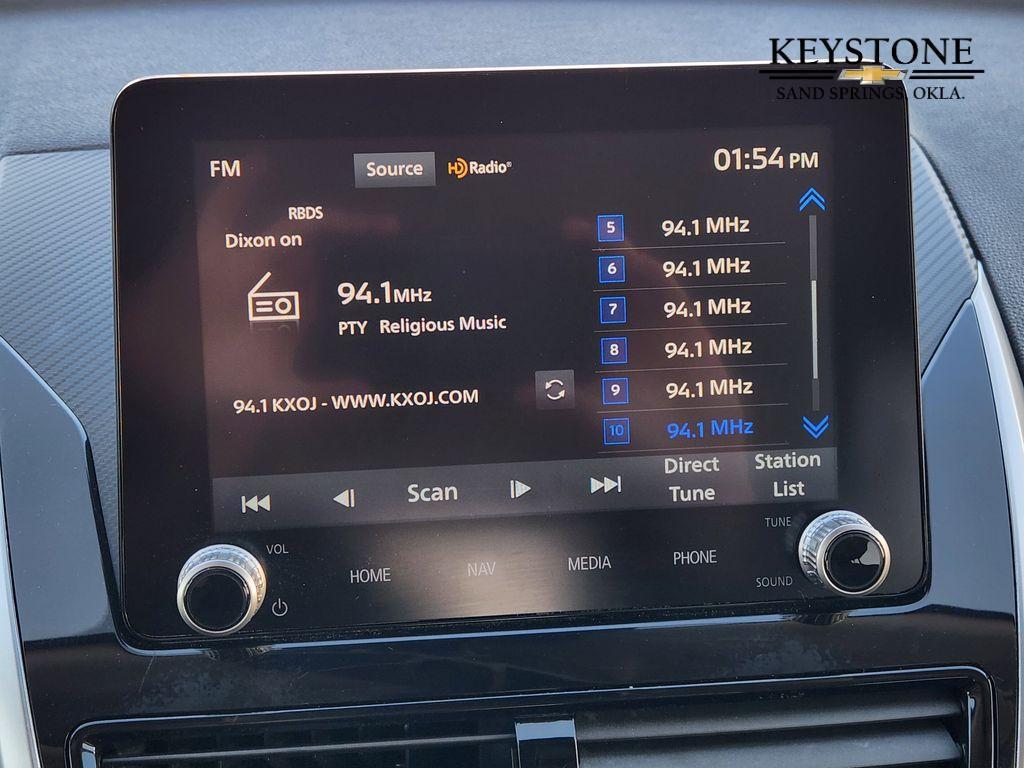 KEYSTONE
SAND SPRINGS, OKLA.
FM
Source
HD Radio®
01:54 PM
RBDS
Dixon on
94.1 MHz
PTY Religious Music
94.1 KXOJ - WWW.KXOJ.COM
5 94.1 MHz
6 94.1 MHz
7 94.1 MHz
8 94.1 MHz
9 94.1 MHz
10 94.1 MHz
Scan
Direct
Tune
Station
List
VOL
HOME
NAV
MEDIA
PHONE
TUNE
SOUND